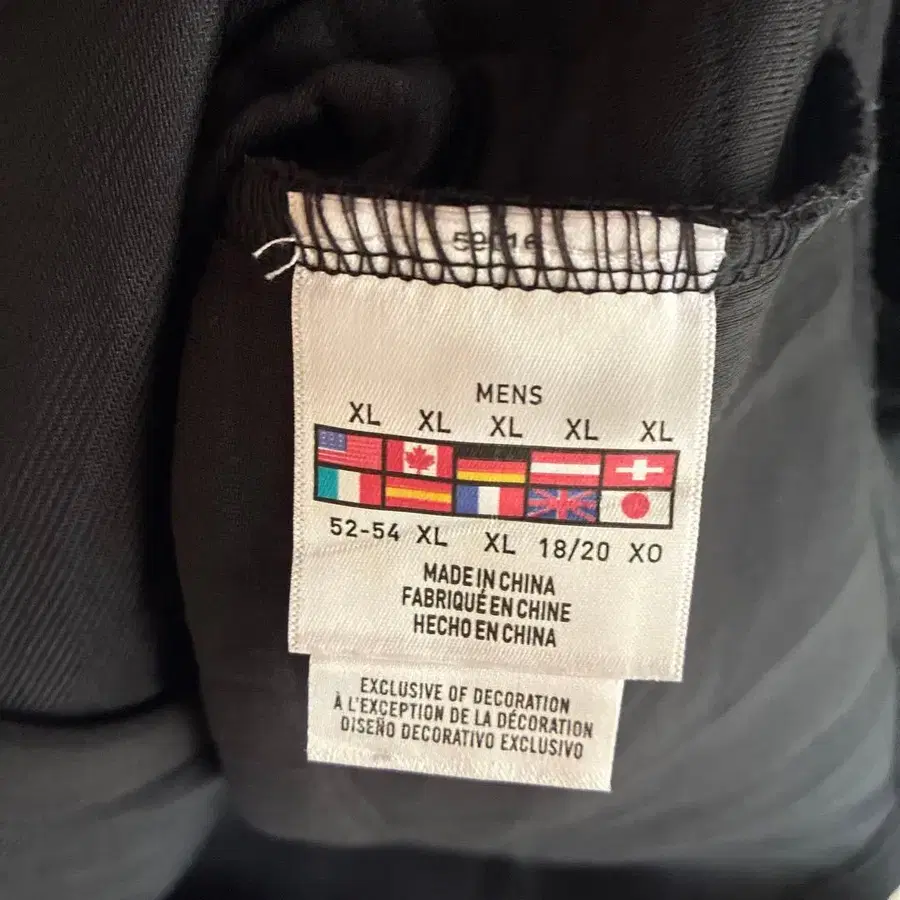 MENS
XL XL XL XL XL
52-54 XL XL 18/20 XO
MADE IN CHINA
FABRIQUÉ EN CHINE
HECHO EN CHINA
EXCLUSIVE OF DECORATION
À L'EXCEPTION DE LA DÉCORATION
DISEÑO DECORATIVO EXCLUSIVO